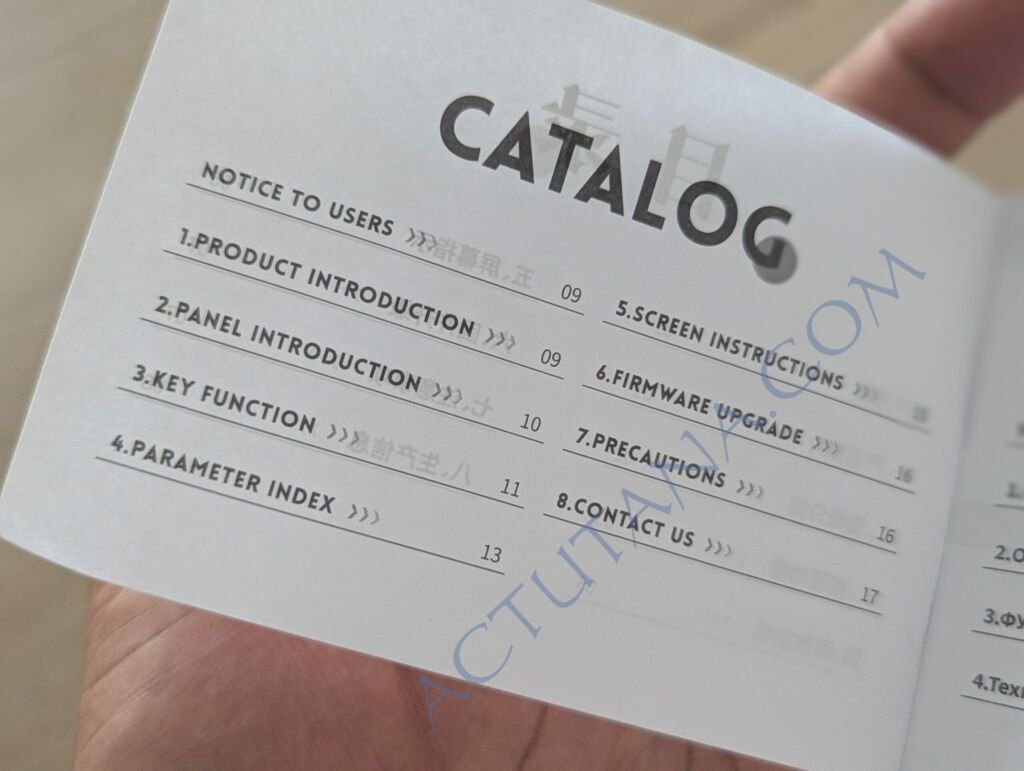 CATALOG
NOTICE TO USERS 》》 09
1.PRODUCT INTRODUCTION 》》 09
2.PANEL INTRODUCTION 》》 10
3.KEY FUNCTION 》》 11
4.PARAMETER INDEX 》》 13
5.SCREEN INSTRUCTIONS 》》 15
6.FIRMWARE UPGRADE 》》 16
7.PRECAUTIONS 》》 16
8.CONTACT US 》》 17
ACTUTANA.COM